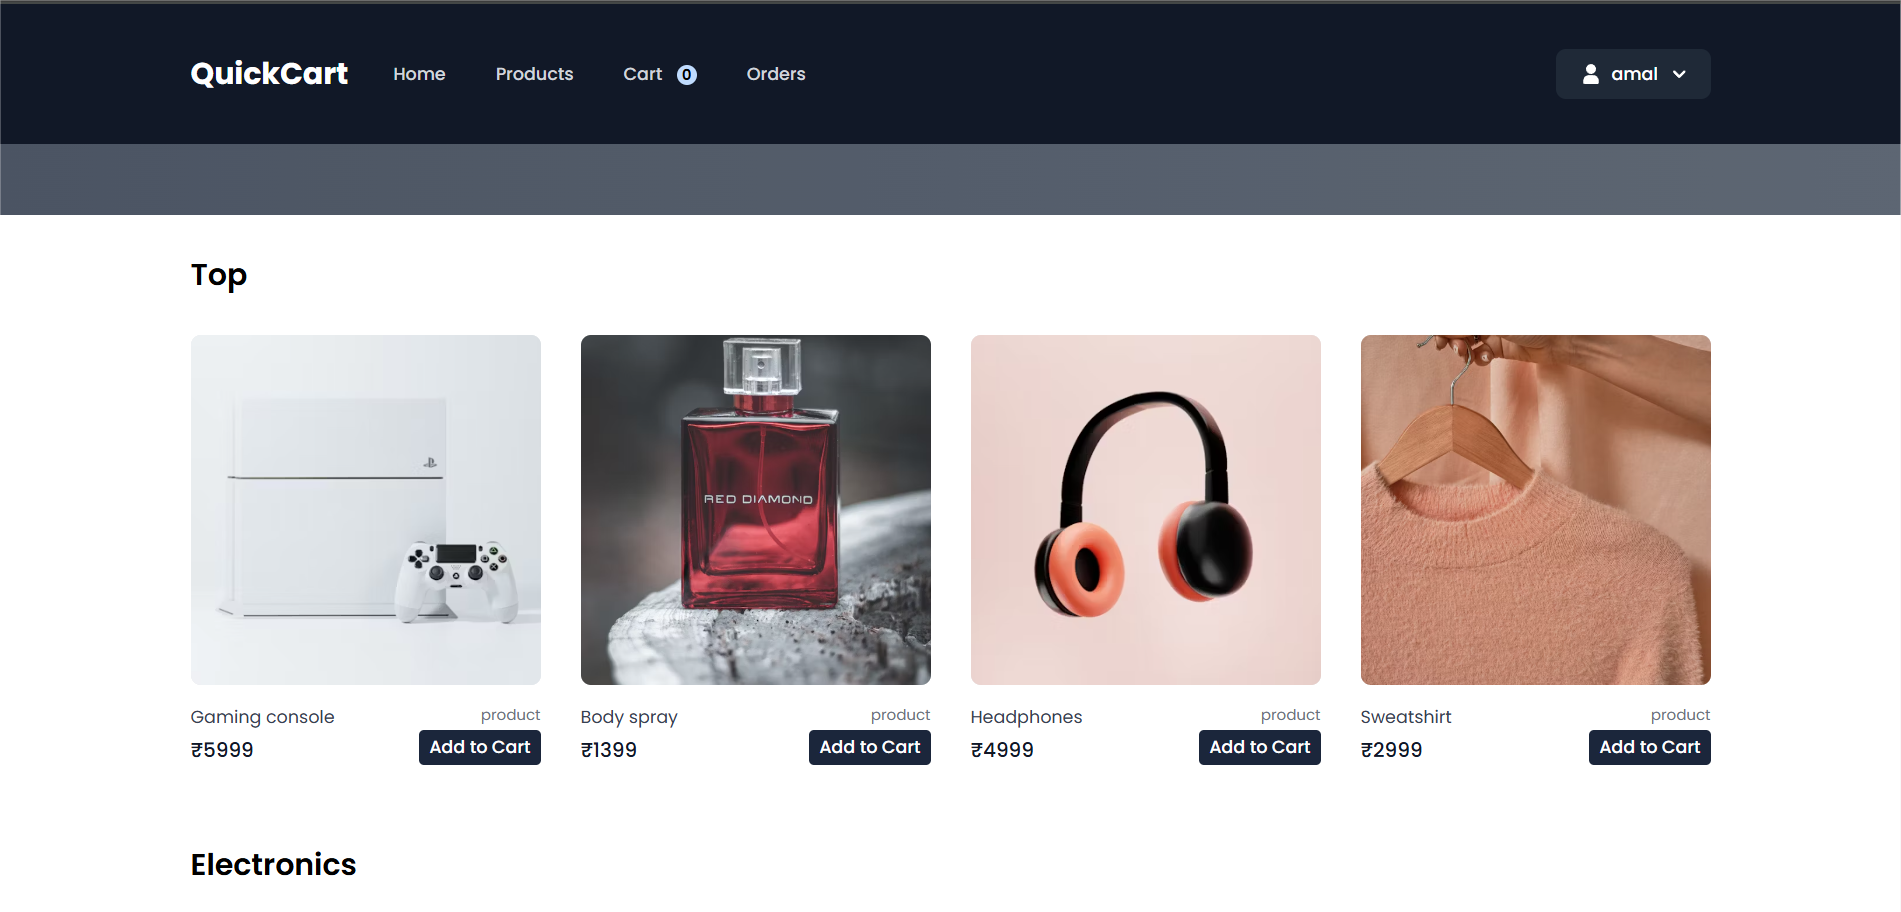 QuickCart Home Products Cart 0 Orders amal
Top
RED DIAMOND
Gaming console product
₹5999 Add to Cart
Body spray product
₹1399 Add to Cart
Headphones product
₹4999 Add to Cart
Sweatshirt product
₹2999 Add to Cart
Electronics